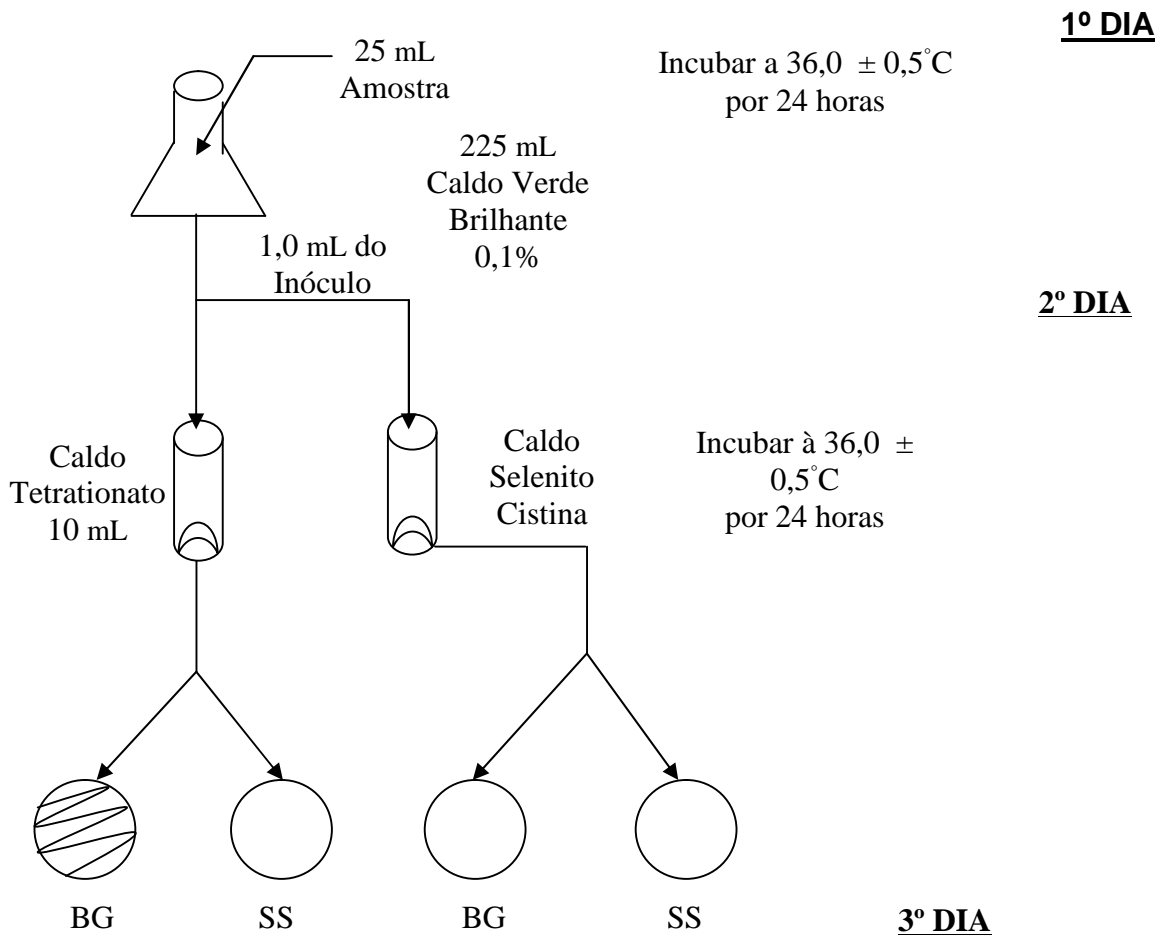 1º DIA
25 mL
Amostra
Incubar a 36,0 ± 0,5°C
por 24 horas
225 mL
Caldo Verde
Brilhante
0,1%
1,0 mL do
Inóculo
2º DIA
Caldo
Tetrationato
10 mL
Caldo
Selenito
Cistina
Incubar à 36,0 ±
0,5°C
por 24 horas
BG
SS
BG
SS
3º DIA